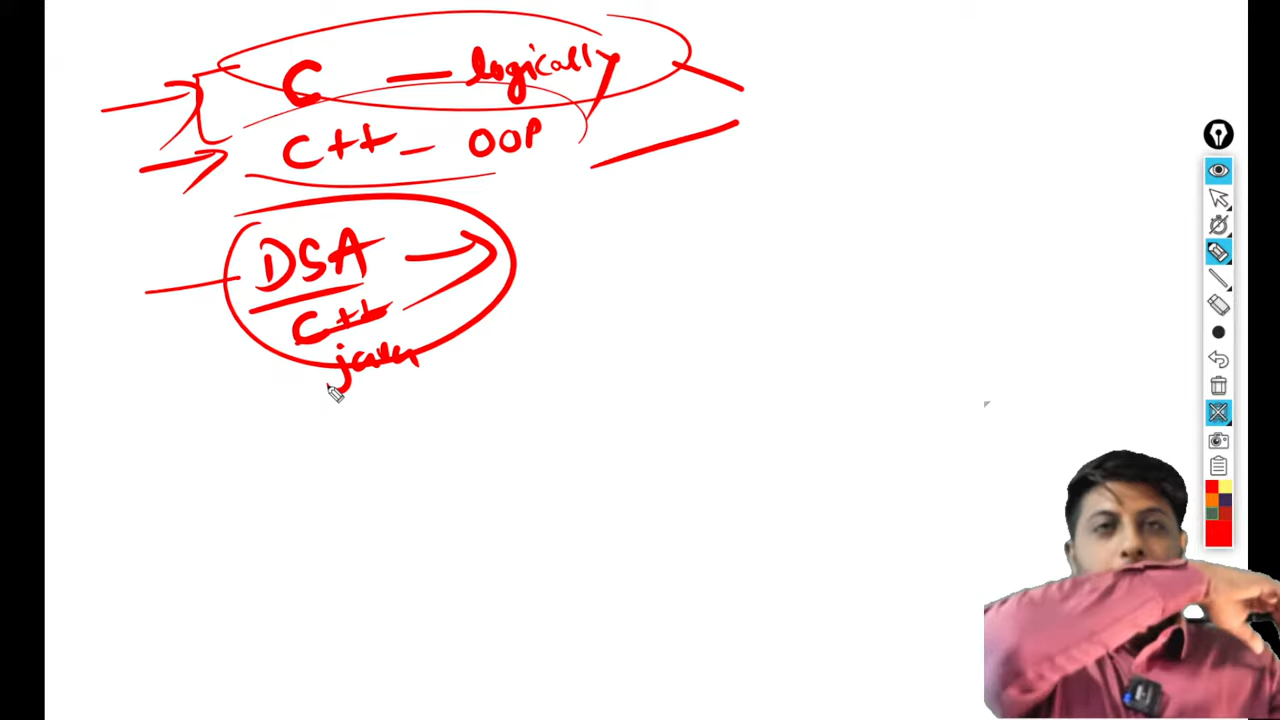 C — logically
C++ - OOP
DSA
C++
java